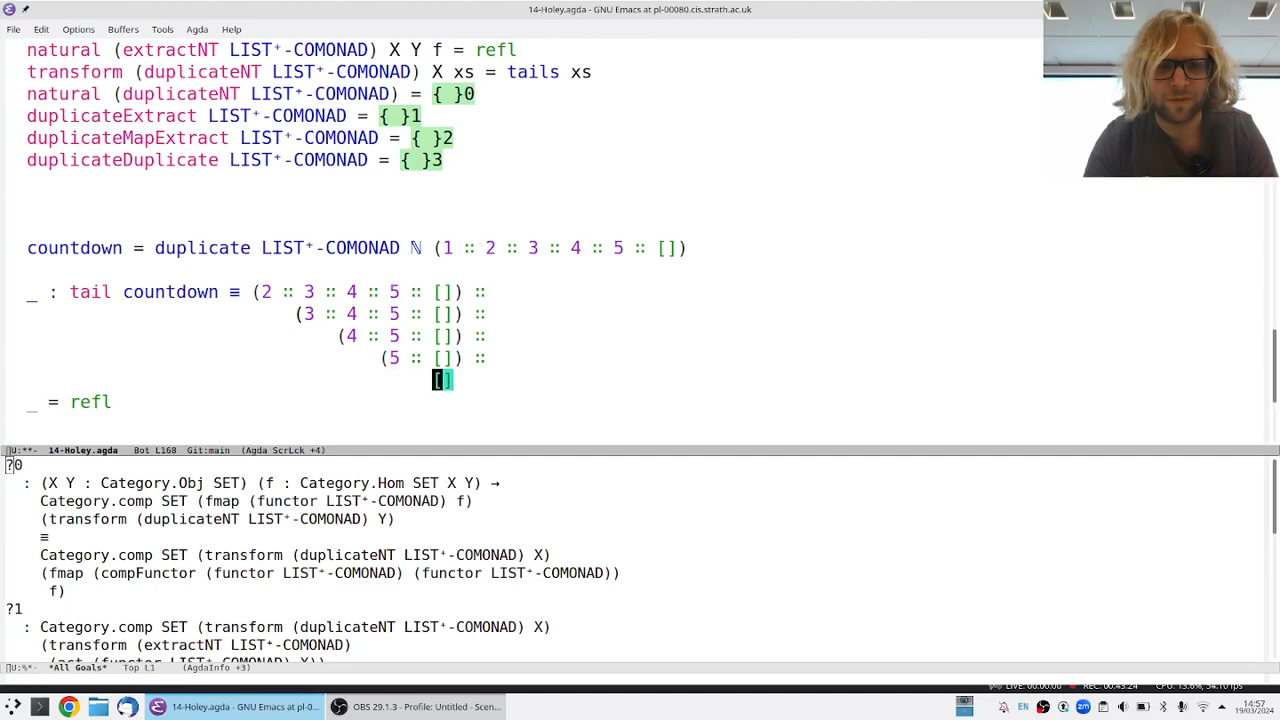 14-Holey.agda - GNU Emacs at pl-00080.cis.strath.ac.uk
File Edit Options Buffers Tools Agda Help
natural (extractNT LIST⁺-COMONAD) X Y f = refl
transform (duplicateNT LIST⁺-COMONAD) X xs = tails xs
natural (duplicateNT LIST⁺-COMONAD) = { }0
duplicateExtract LIST⁺-COMONAD = { }1
duplicateMapExtract LIST⁺-COMONAD = { }2
duplicateDuplicate LIST⁺-COMONAD = { }3
countdown = duplicate LIST⁺-COMONAD ℕ (1 ∷ 2 ∷ 3 ∷ 4 ∷ 5 ∷ [])
_ : tail countdown ≡ (2 ∷ 3 ∷ 4 ∷ 5 ∷ []) ∷
(3 ∷ 4 ∷ 5 ∷ []) ∷
(4 ∷ 5 ∷ []) ∷
(5 ∷ []) ∷
[]
_ = refl
U:**- 14-Holey.agda Bot L168 Git:main (Agda ScrLck +4)
?0
: (X Y : Category.Obj SET) (f : Category.Hom SET X Y) →
Category.comp SET (fmap (functor LIST⁺-COMONAD) f)
(transform (duplicateNT LIST⁺-COMONAD) Y)
≡
Category.comp SET (transform (duplicateNT LIST⁺-COMONAD) X)
(fmap (compFunctor (functor LIST⁺-COMONAD) (functor LIST⁺-COMONAD))
f)
?1
: Category.comp SET (transform (duplicateNT LIST⁺-COMONAD) X)
(transform (extractNT LIST⁺-COMONAD)
(act (functor LIST⁺-COMONAD) X))
U:%*- *All Goals* Top L1 (AgdaInfo +3)
LIVE: 00:00:00 REC: 00:43:24 CPU: 13.6%, 54.10 fps
14-Holey.agda - GNU Emacs at pl-0... OBS 29.1.3 - Profile: Untitled - Scen... EN 14:57
19/03/2024